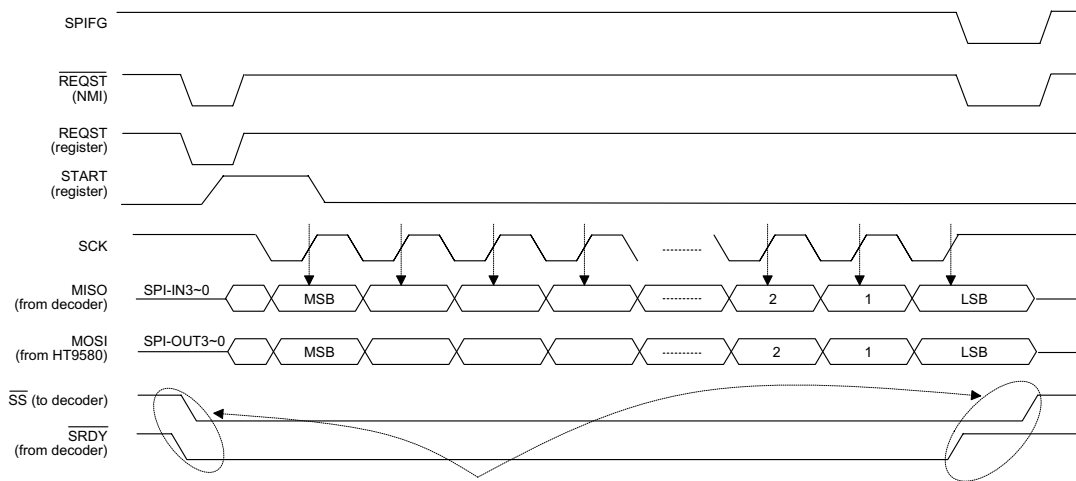 SPIFG
REQST
(NMI)
REQST
(register)
START
(register)
SCK
MISO
(from decoder)
SPI-IN3~0
MSB
2
1
LSB
MOSI
(from HT9580)
SPI-OUT3~0
MSB
2
1
LSB
SS (to decoder)
SRDY
(from decoder)